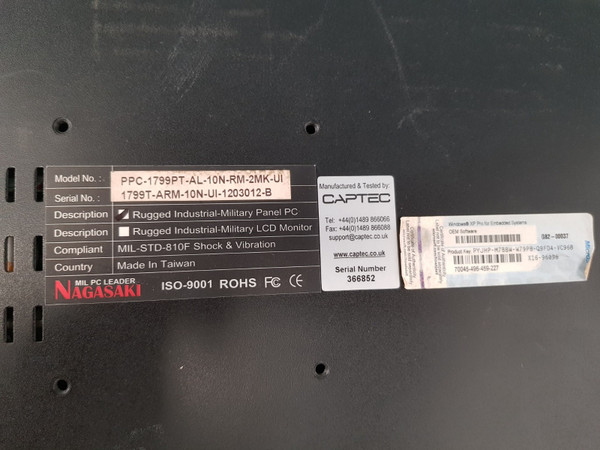 Model No.: PPC-1799PT-AL-10N-RM-2MK-UI
Serial No.: 1799T-ARM-10N-UI-1203012-B
Description Rugged Industrial-Military Panel PC
Description Rugged Industrial-Military LCD Monitor
Compliant MIL-STD-810F Shock & Vibration
Country Made In Taiwan
MIL PC LEADER
NAGASAKI ISO-9001 ROHS FC CE
Manufactured & Tested by:
CAPTEC
Tel: +44(0)1489 866066
Fax: +44(0)1489 866088
support@captec.co.uk
www.captec.co.uk
Serial Number
366852
Windows® XP Pro for Embedded Systems
OEM Software
Product Key: